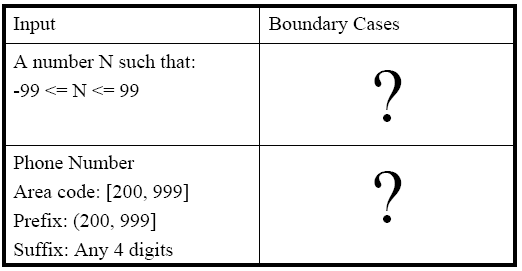 Input
Boundary Cases
A number N such that:
-99 <= N <= 99
?
Phone Number
Area code: [200, 999]
Prefix: (200, 999]
Suffix: Any 4 digits
?